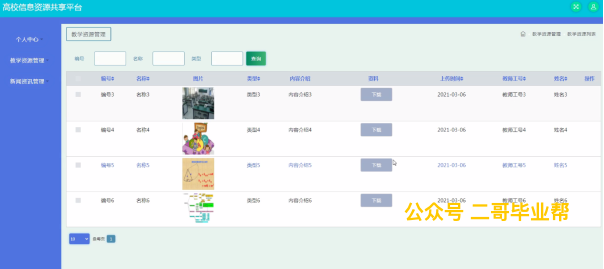 高校信息资源共享平台
个人中心
教学资源管理
教学资源管理 教学资源列表
教学资源管理
新闻资讯管理
编号 名称 类型 查询
编号 名称 图片 类型 内容介绍 资料 上传时间 教师工号 姓名 操作
编号3 名称3 类型3 内容介绍3 下载 2021-03-06 教师工号3 姓名3
编号4 名称4 类型4 内容介绍4 下载 2021-03-06 教师工号4 姓名4
编号5 名称5 类型5 内容介绍5 下载 2021-03-06 教师工号5 姓名5
编号6 名称6 类型6 内容介绍6 下载 2021-03-06 教师工号6 姓名6
公众号 二哥毕业帮
10 1